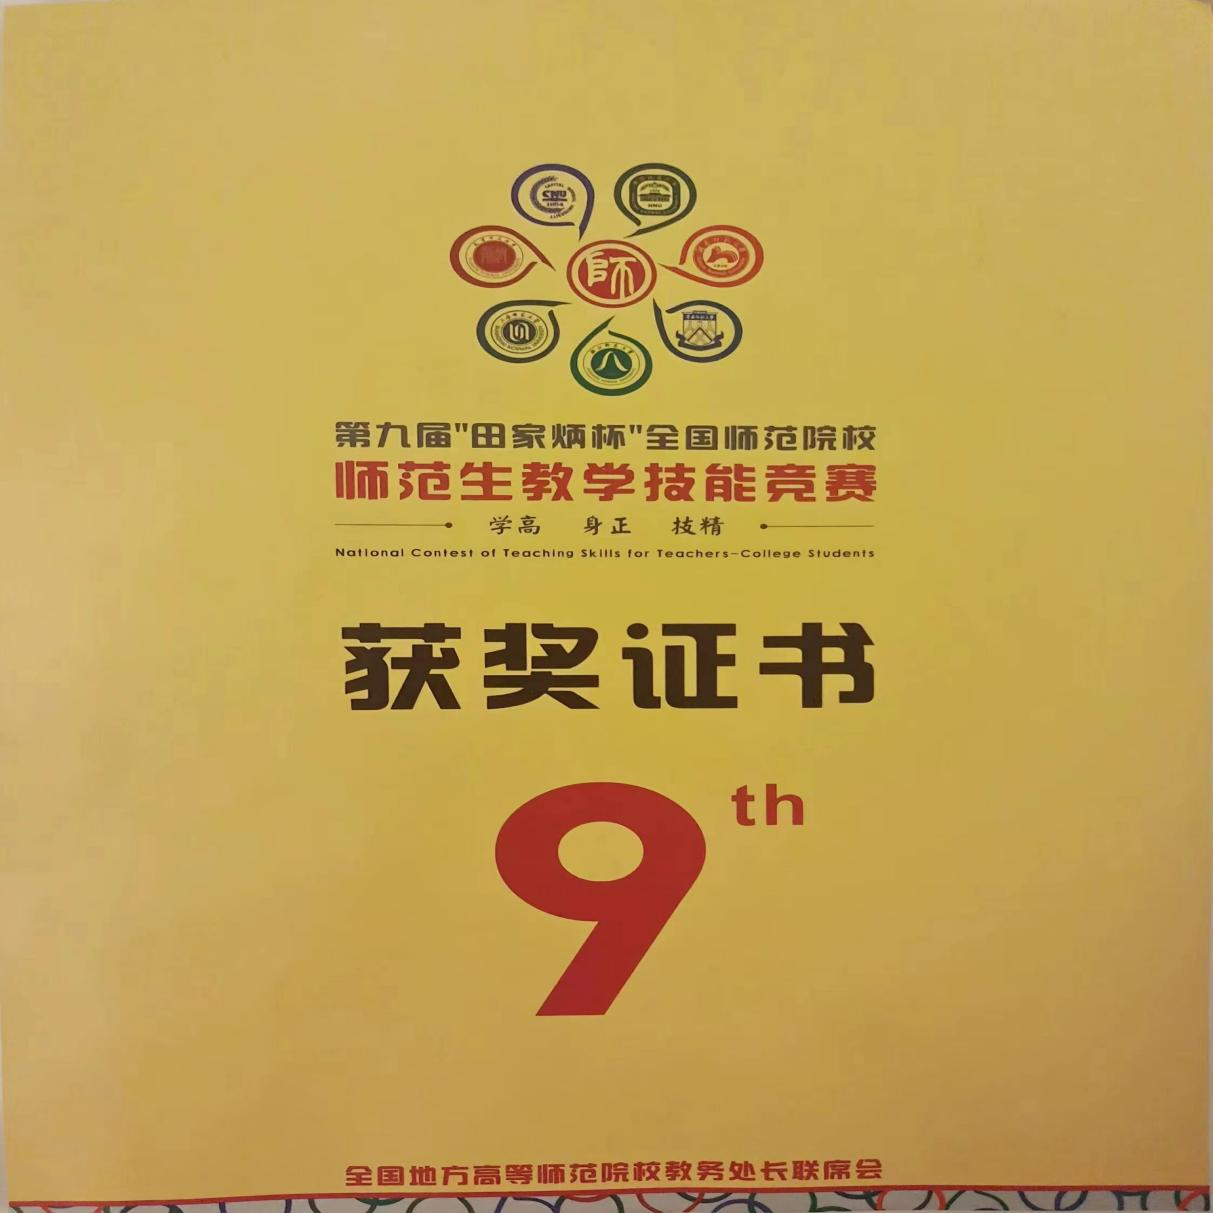 師
CNU
第九届"田家炳杯"全国师范院校
师范生教学技能竞赛
学高 身正 技精
National Contest of Teaching Skills for Teachers-College Students
获奖证书
9th
全国地方高等师范院校教务处长联席会